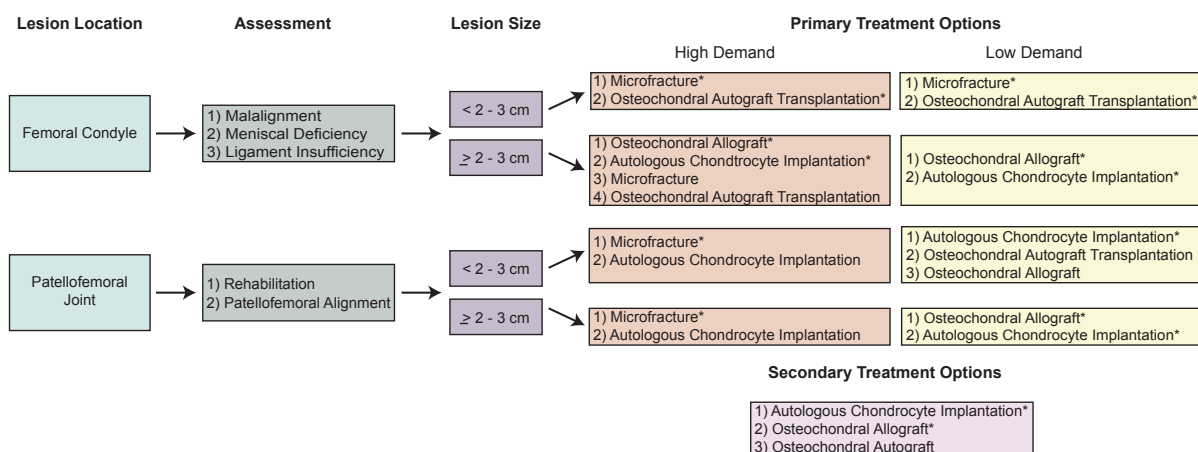 Lesion Location
Assessment
Lesion Size
Primary Treatment Options
High Demand
Low Demand
Femoral Condyle
1) Malalignment
2) Meniscal Deficiency
3) Ligament Insufficiency
< 2 - 3 cm
≥ 2 - 3 cm
1) Microfracture*
2) Osteochondral Autograft Transplantation*
1) Microfracture*
2) Osteochondral Autograft Transplantation*
1) Osteochondral Allograft*
2) Autologous Chondtrocyte Implantation*
3) Microfracture
4) Osteochondral Autograft Transplantation
1) Osteochondral Allograft*
2) Autologous Chondrocyte Implantation*
Patellofemoral
Joint
1) Rehabilitation
2) Patellofemoral Alignment
< 2 - 3 cm
≥ 2 - 3 cm
1) Microfracture*
2) Autologous Chondrocyte Implantation
1) Autologous Chondrocyte Implantation*
2) Osteochondral Autograft Transplantation
3) Osteochondral Allograft
1) Microfracture*
2) Autologous Chondrocyte Implantation
1) Osteochondral Allograft*
2) Autologous Chondrocyte Implantation*
Secondary Treatment Options
1) Autologous Chondrocyte Implantation*
2) Osteochondral Allograft*
3) Osteochondral Autograft